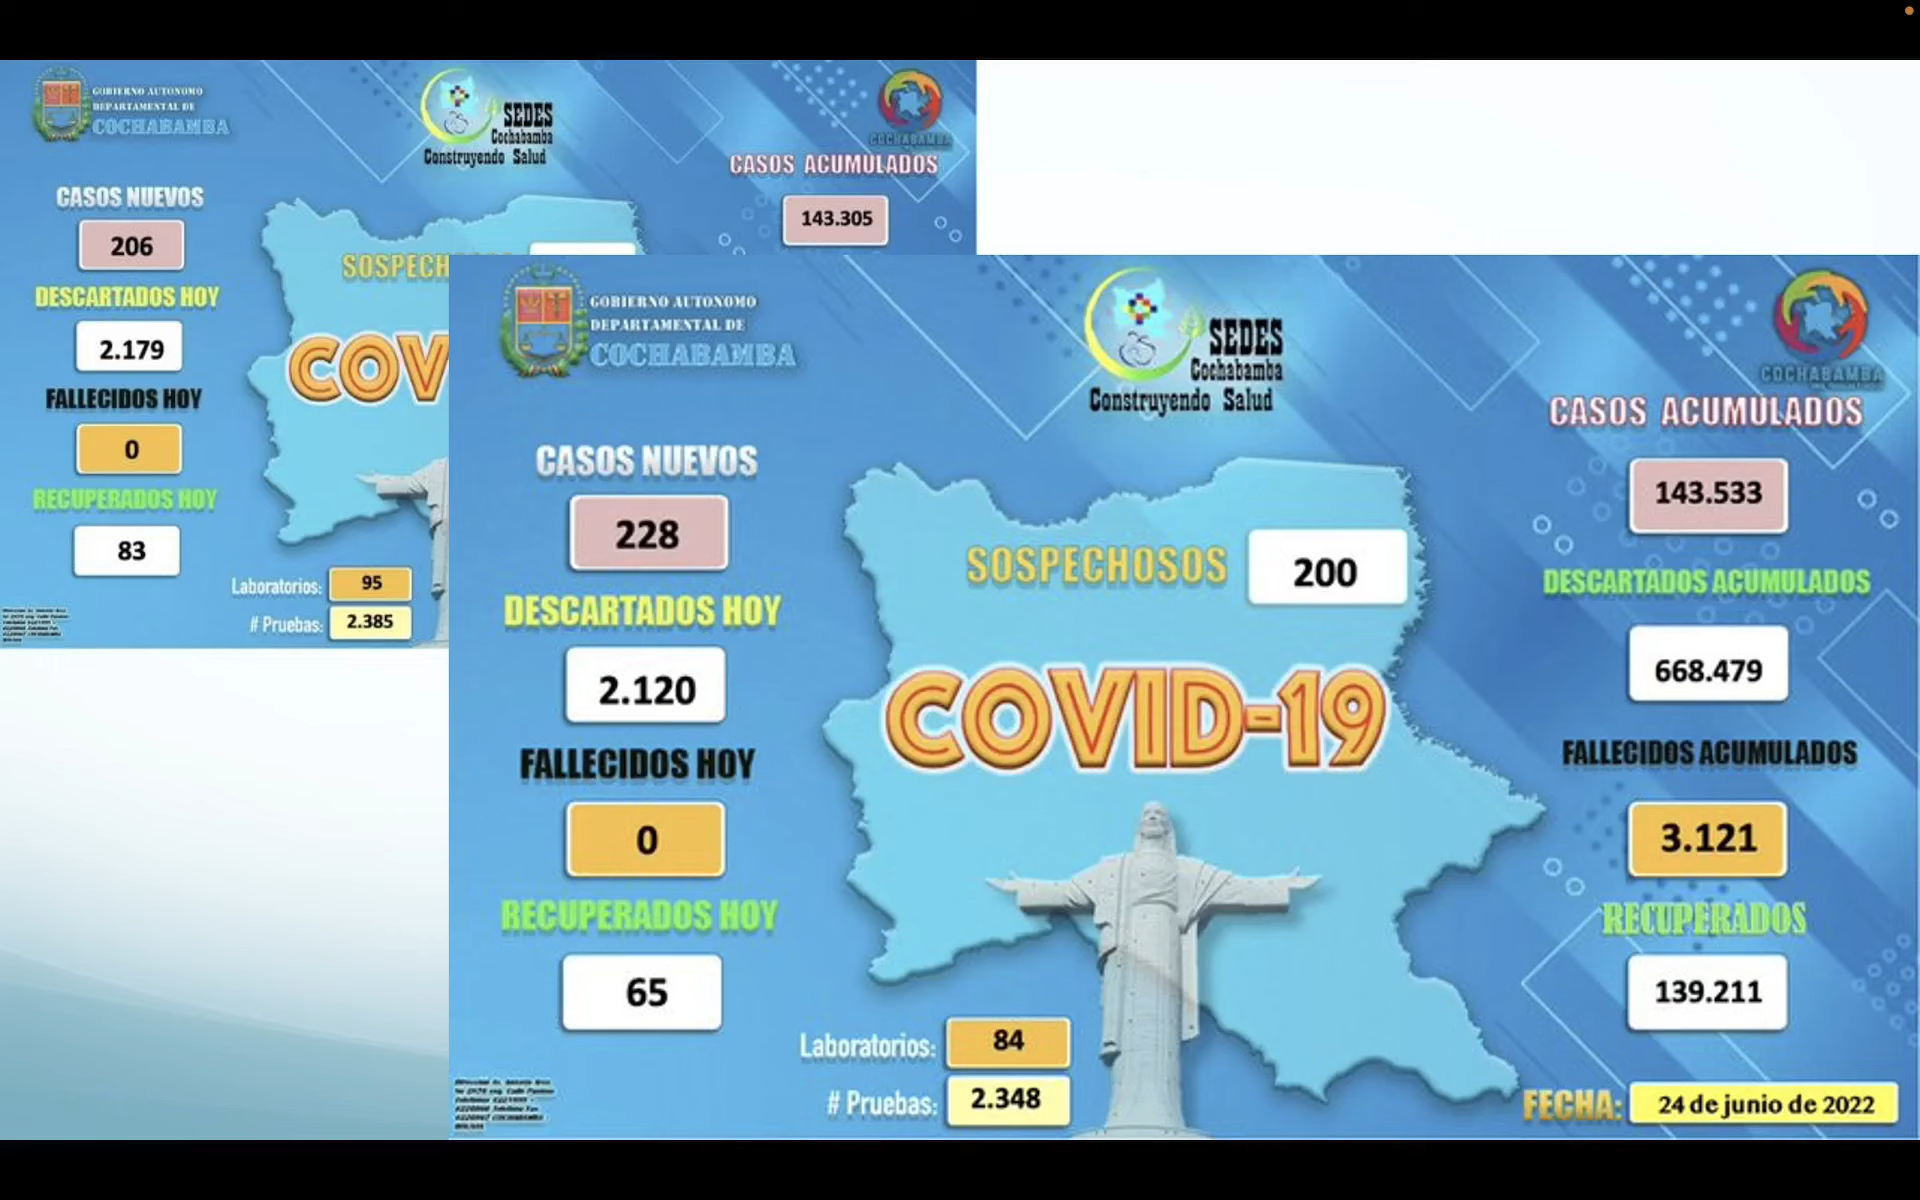 GOBIERNO AUTONOMO
DEPARTAMENTAL DE
COCHABAMBA
SEDES
Cochabamba
Construyendo Salud
COCHABAMBA
CASOS ACUMULADOS
143.305
CASOS NUEVOS
206
DESCARTADOS HOY
2.179
FALLECIDOS HOY
0
RECUPERADOS HOY
83
SOSPECH
COV
Laboratorios: 95
# Pruebas: 2.385
GOBIERNO AUTONOMO
DEPARTAMENTAL DE
COCHABAMBA
SEDES
Cochabamba
Construyendo Salud
COCHABAMBA
CASOS NUEVOS
228
DESCARTADOS HOY
2.120
FALLECIDOS HOY
0
RECUPERADOS HOY
65
SOSPECHOSOS 200
COVID-19
Laboratorios: 84
# Pruebas: 2.348
CASOS ACUMULADOS
143.533
DESCARTADOS ACUMULADOS
668.479
FALLECIDOS ACUMULADOS
3.121
RECUPERADOS
139.211
FECHA: 24 de junio de 2022